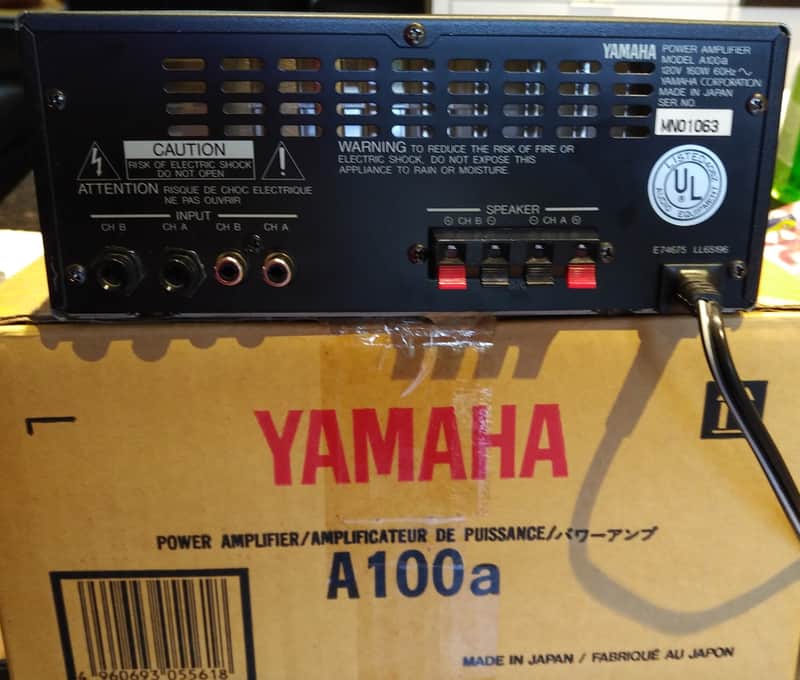 YAMAHA POWER AMPLIFIER
MODEL A100a
120V 160W 60Hz ~
YAMAHA CORPORATION
MADE IN JAPAN
SER NO.
MN01063
CAUTION
RISK OF ELECTRIC SHOCK
DO NOT OPEN
ATTENTION RISQUE DE CHOC ELECTRIQUE
NE PAS OUVRIR
WARNING TO REDUCE THE RISK OF FIRE OR
ELECTRIC SHOCK, DO NOT EXPOSE THIS
APPLIANCE TO RAIN OR MOISTURE.
LISTED
UL
®
AUDIO EQUIPMENT
E74675 LL65196
INPUT
CH B CH A CH B CH A
SPEAKER
⊕ CH B ⊖ ⊖ CH A ⊕
YAMAHA
POWER AMPLIFIER/AMPLIFICATEUR DE PUISSANCE/パワーアンプ
A100a
4 960693 055618
MADE IN JAPAN / FABRIQUÉ AU JAPON